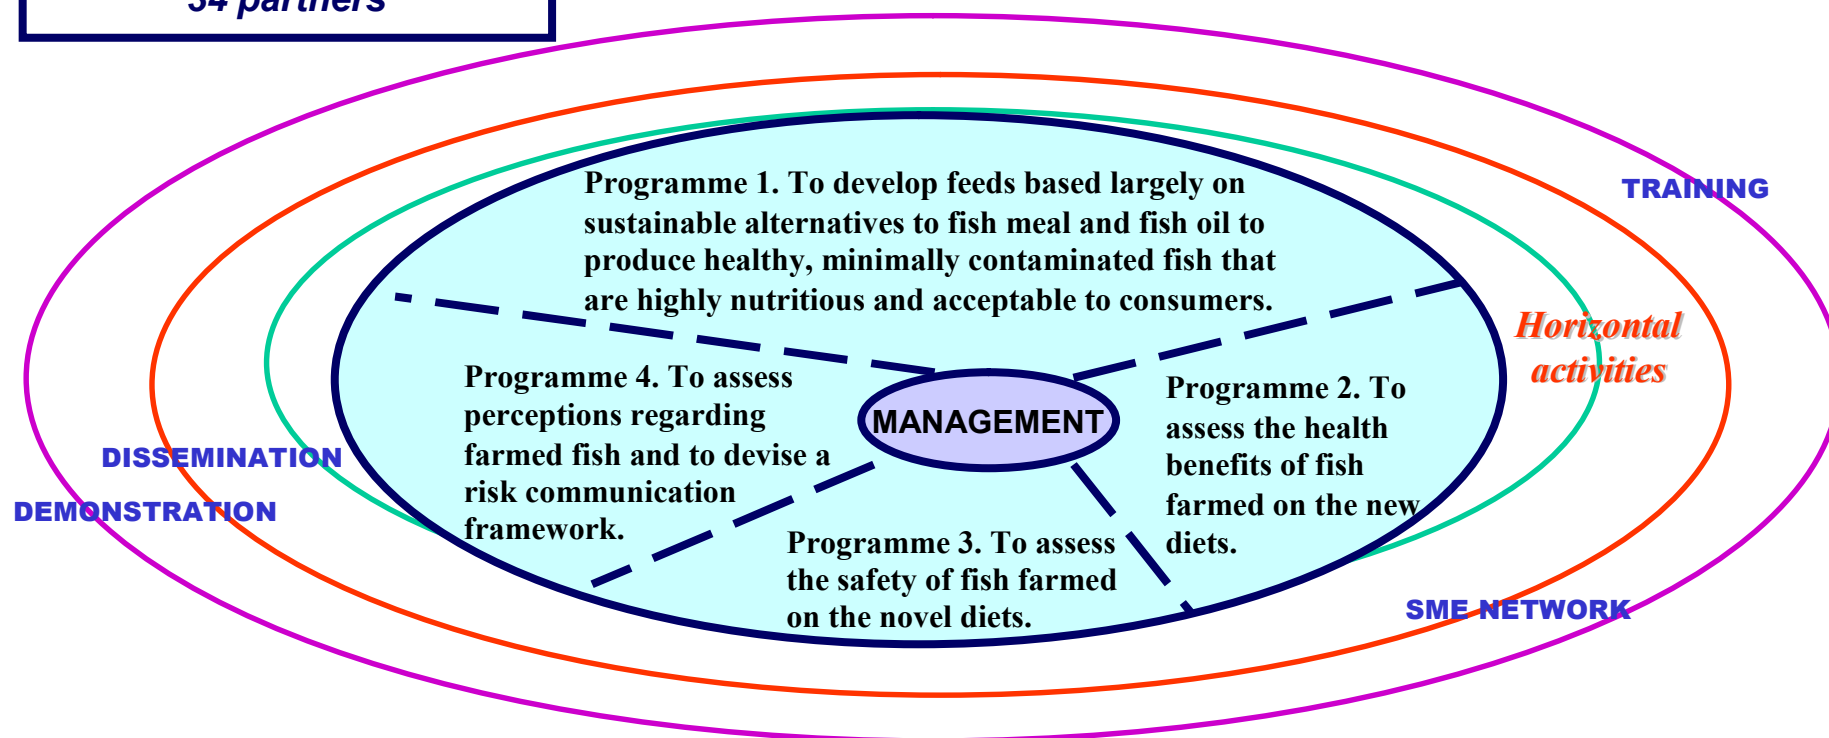 34 partners
Programme 1. To develop feeds based largely on
sustainable alternatives to fish meal and fish oil to
produce healthy, minimally contaminated fish that
are highly nutritious and acceptable to consumers.
TRAINING
Horizontal
activities
Programme 4. To assess
perceptions regarding
farmed fish and to devise a
risk communication
framework.
MANAGEMENT
Programme 2. To
assess the health
benefits of fish
farmed on the new
diets.
DISSEMINATION
DEMONSTRATION
Programme 3. To assess
the safety of fish farmed
on the novel diets.
SME NETWORK